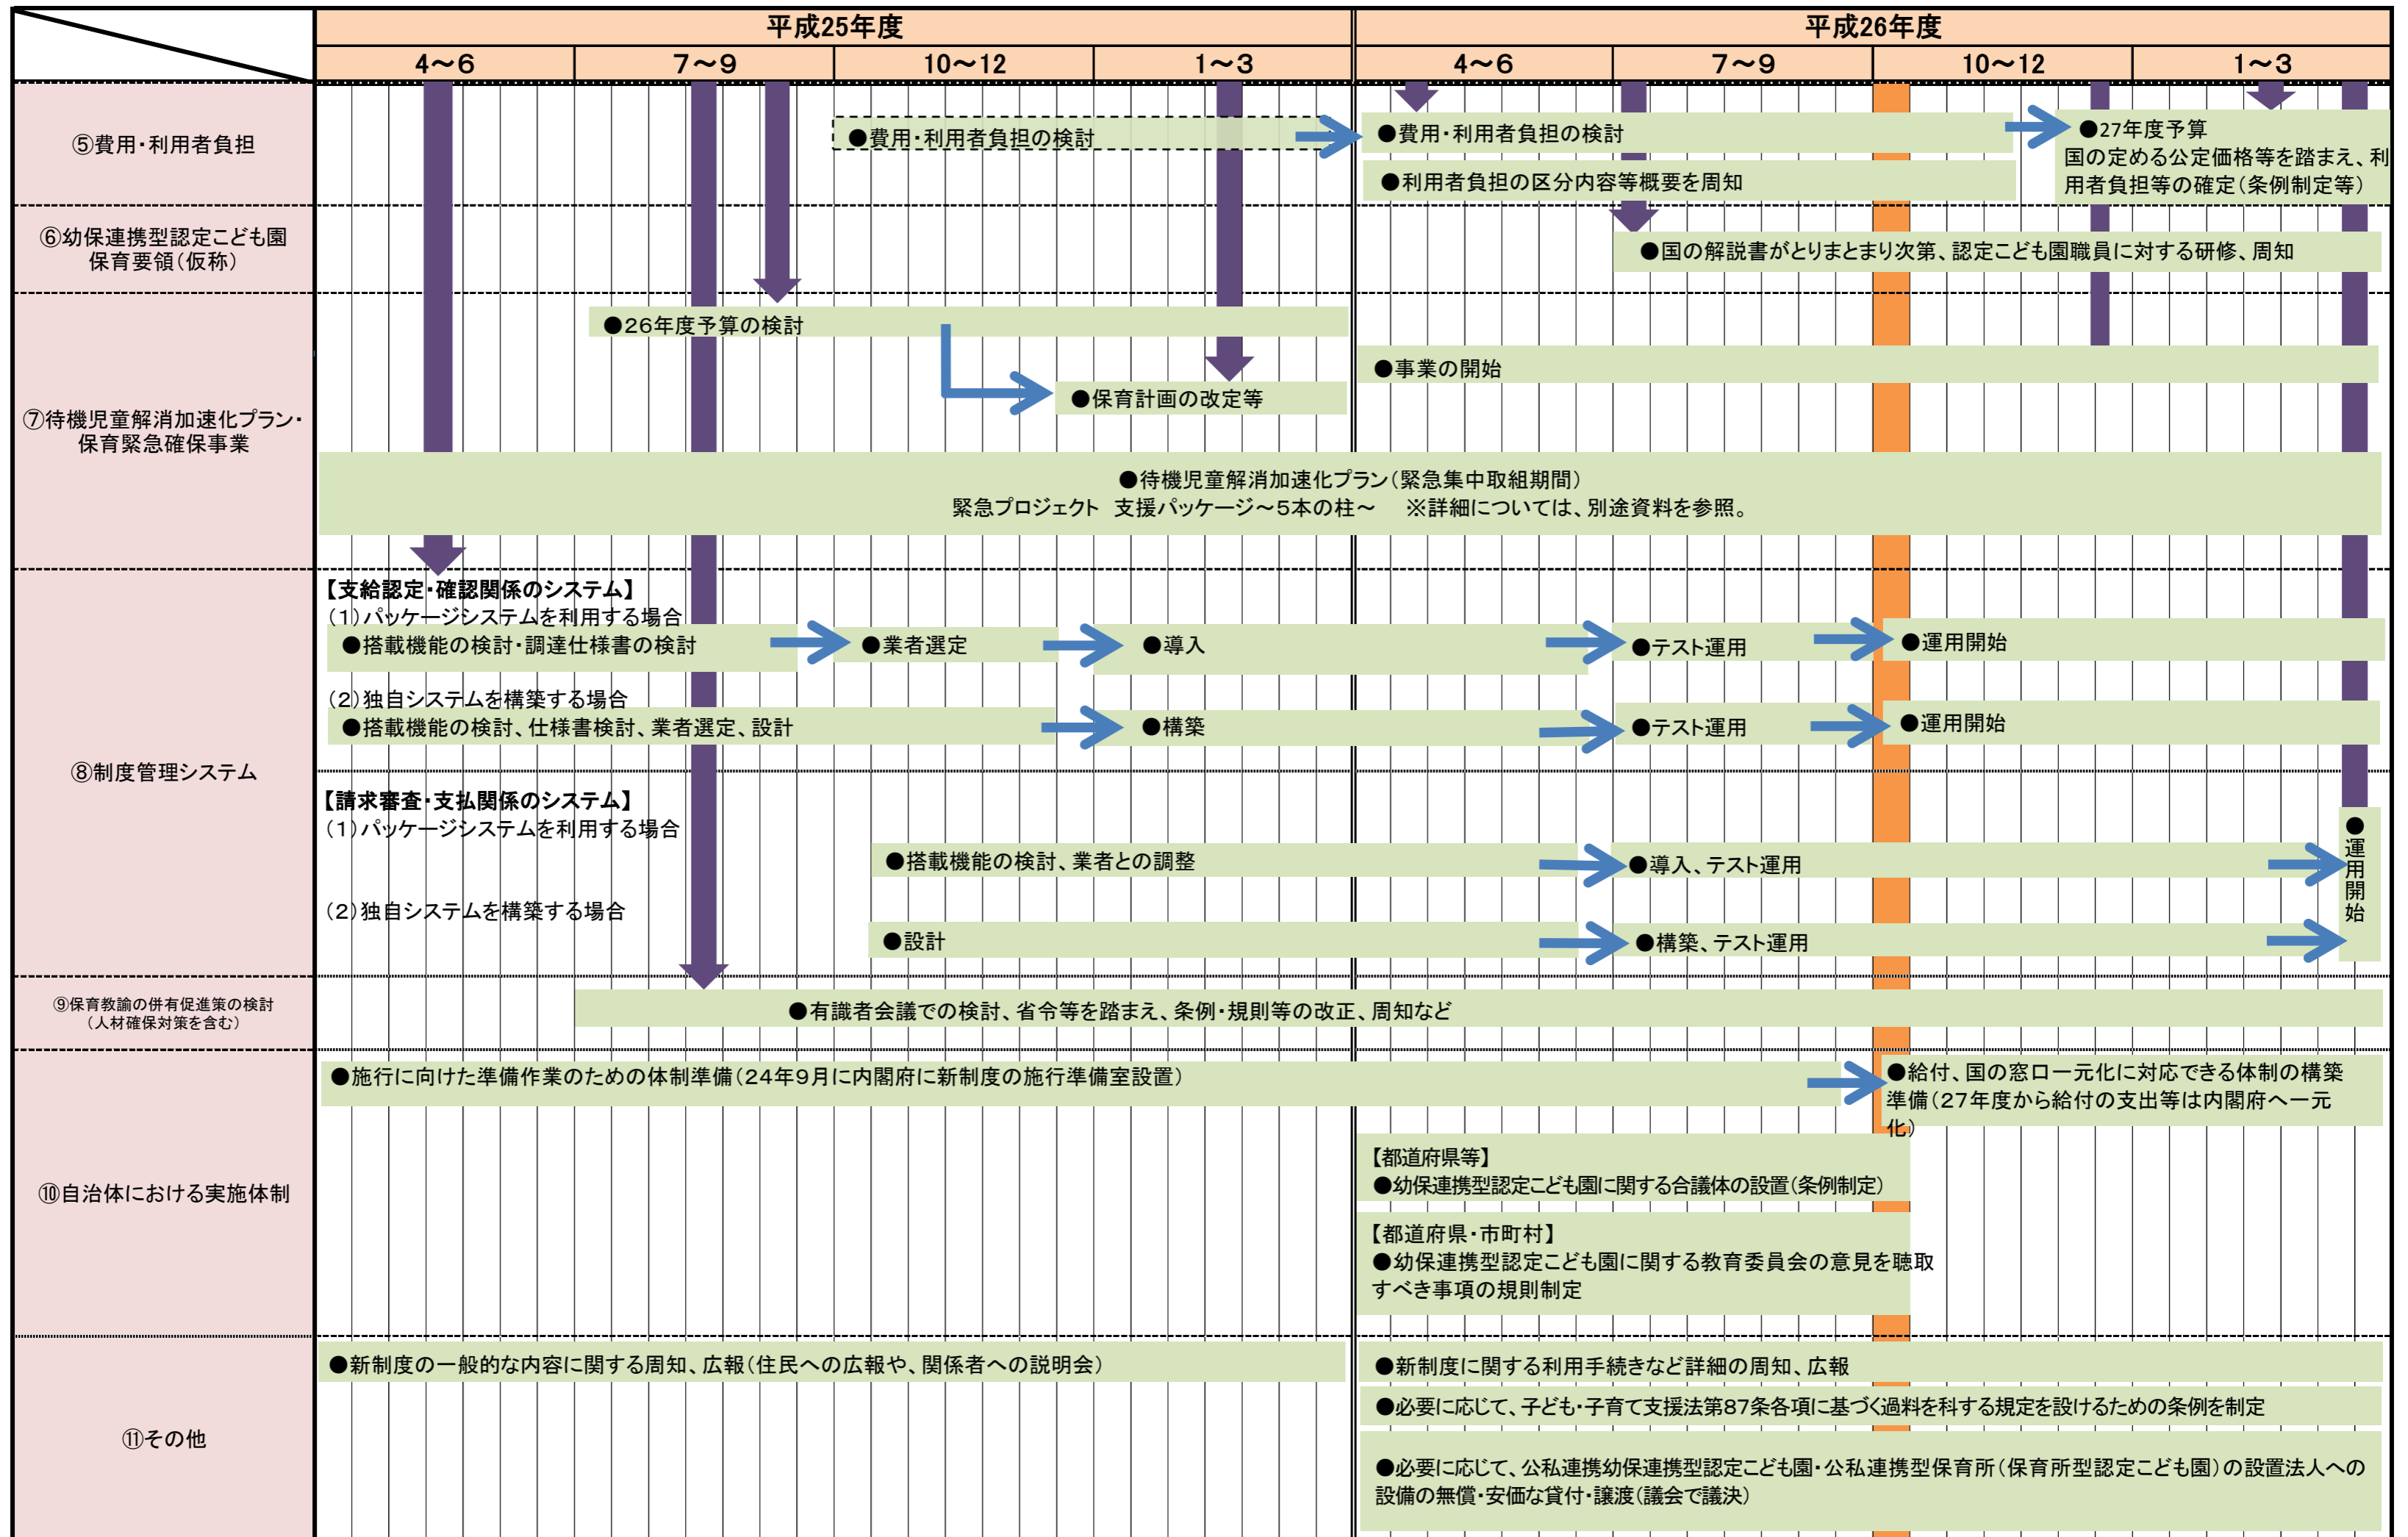 平成25年度
平成26年度
4～6
7～9
10～12
1～3
4～6
7～9
10～12
1～3
⑤費用・利用者負担
●費用・利用者負担の検討
●費用・利用者負担の検討
●利用者負担の区分内容等概要を周知
●27年度予算
国の定める公定価格等を踏まえ、利
用者負担等の確定（条例制定等）
⑥幼保連携型認定こども園
保育要領（仮称）
●国の解説書がとりまとまり次第、認定こども園職員に対する研修、周知
⑦待機児童解消加速化プラン・
保育緊急確保事業
●26年度予算の検討
●保育計画の改定等
●事業の開始
●待機児童解消加速化プラン（緊急集中取組期間）
緊急プロジェクト　支援パッケージ～5本の柱～　※詳細については、別途資料を参照。
⑧制度管理システム
【支給認定・確認関係のシステム】
（1）パッケージシステムを利用する場合
●搭載機能の検討・調達仕様書の検討
●業者選定
●導入
●テスト運用
●運用開始
（2）独自システムを構築する場合
●搭載機能の検討、仕様書検討、業者選定、設計
●構築
●テスト運用
●運用開始
【請求審査・支払関係のシステム】
（1）パッケージシステムを利用する場合
●搭載機能の検討、業者との調整
●導入、テスト運用
●運用開始
（2）独自システムを構築する場合
●設計
●構築、テスト運用
⑨保育教諭の併有促進策の検討
（人材確保対策を含む）
●有識者会議での検討、省令等を踏まえ、条例・規則等の改正、周知など
⑩自治体における実施体制
●施行に向けた準備作業のための体制準備（24年9月に内閣府に新制度の施行準備室設置）
●給付、国の窓口一元化に対応できる体制の構築
準備（27年度から給付の支出等は内閣府へ一元
化）
【都道府県等】
●幼保連携型認定こども園に関する合議体の設置（条例制定）
【都道府県・市町村】
●幼保連携型認定こども園に関する教育委員会の意見を聴取
すべき事項の規則制定
⑪その他
●新制度の一般的な内容に関する周知、広報（住民への広報や、関係者への説明会）
●新制度に関する利用手続きなど詳細の周知、広報
●必要に応じて、子ども・子育て支援法第87条各項に基づく過料を科する規定を設けるための条例を制定
●必要に応じて、公私連携幼保連携型認定こども園・公私連携型保育所（保育所型認定こども園）の設置法人への
設備の無償・安価な貸付・譲渡（議会で議決）